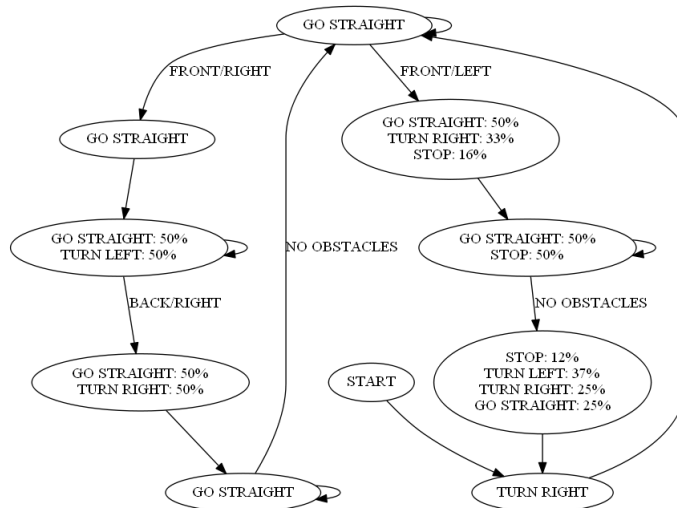 GO STRAIGHT
FRONT/RIGHT
FRONT/LEFT
GO STRAIGHT
GO STRAIGHT: 50%
TURN RIGHT: 33%
STOP: 16%
GO STRAIGHT: 50%
TURN LEFT: 50%
NO OBSTACLES
GO STRAIGHT: 50%
STOP: 50%
BACK/RIGHT
NO OBSTACLES
GO STRAIGHT: 50%
TURN RIGHT: 50%
START
STOP: 12%
TURN LEFT: 37%
TURN RIGHT: 25%
GO STRAIGHT: 25%
GO STRAIGHT
TURN RIGHT